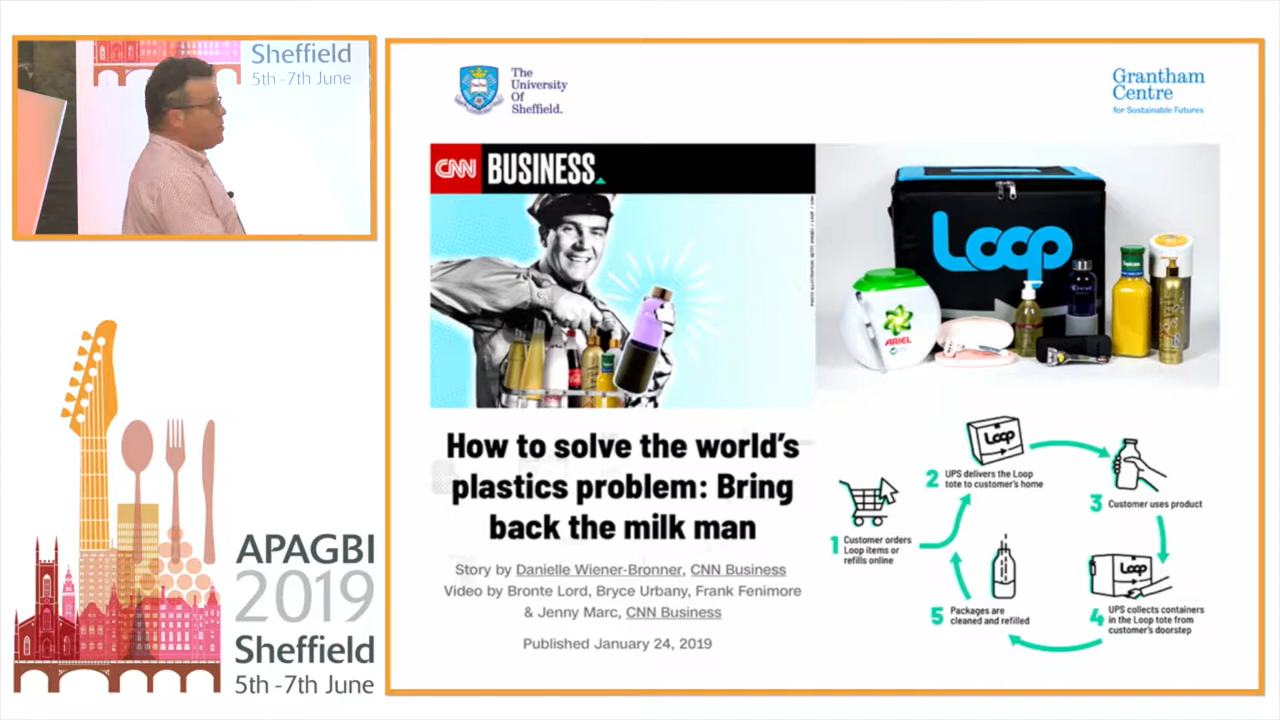 Sheffield
5th -7th June
The
University
Of
Sheffield.
Grantham
Centre
for Sustainable Futures
CNN BUSINESS
Loop
ARIEL
How to solve the world's
plastics problem: Bring
back the milk man
Story by Danielle Wiener-Bronner, CNN Business
Video by Bronte Lord, Bryce Urbany, Frank Fenimore
& Jenny Marc, CNN Business
Published January 24, 2019
Loop
2 UPS delivers the Loop
tote to customer's home
3 Customer uses product
1 Customer orders
Loop items or
refills online
Loop
5 Packages are
cleaned and refilled
4 UPS collects containers
in the Loop tote from
customer's doorstep
APAGBI
2019
Sheffield
5th -7th June